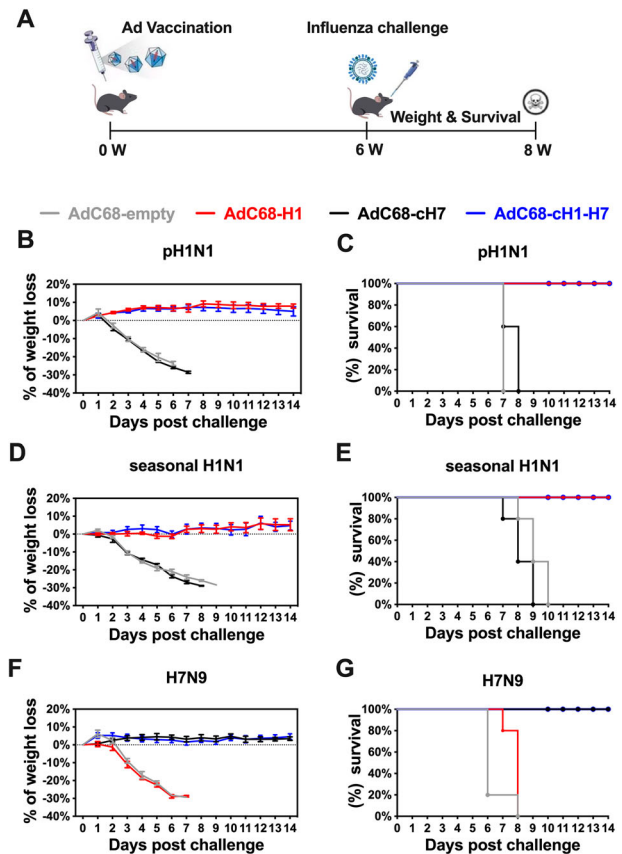 A
Ad Vaccination
Influenza challenge
Weight & Survival
0 W
6 W
8 W
AdC68-empty
AdC68-H1
AdC68-cH7
AdC68-cH1-H7
B
pH1N1
% of weight loss
20%
10%
0%
-10%
-20%
-30%
-40%
0 1 2 3 4 5 6 7 8 9 10 11 12 13 14
Days post challenge
C
pH1N1
(%) survival
100%
80%
60%
40%
20%
0%
0 1 2 3 4 5 6 7 8 9 10 11 12 13 14
Days post challenge
D
seasonal H1N1
% of weight loss
20%
10%
0%
-10%
-20%
-30%
-40%
0 1 2 3 4 5 6 7 8 9 10 11 12 13 14
Days post challenge
E
seasonal H1N1
(%) survival
100%
80%
60%
40%
20%
0%
0 1 2 3 4 5 6 7 8 9 10 11 12 13 14
Days post challenge
F
H7N9
% of weight loss
20%
10%
0%
-10%
-20%
-30%
-40%
0 1 2 3 4 5 6 7 8 9 10 11 12 13 14
Days post challenge
G
H7N9
(%) survival
100%
80%
60%
40%
20%
0%
0 1 2 3 4 5 6 7 8 9 10 11 12 13 14
Days post challenge